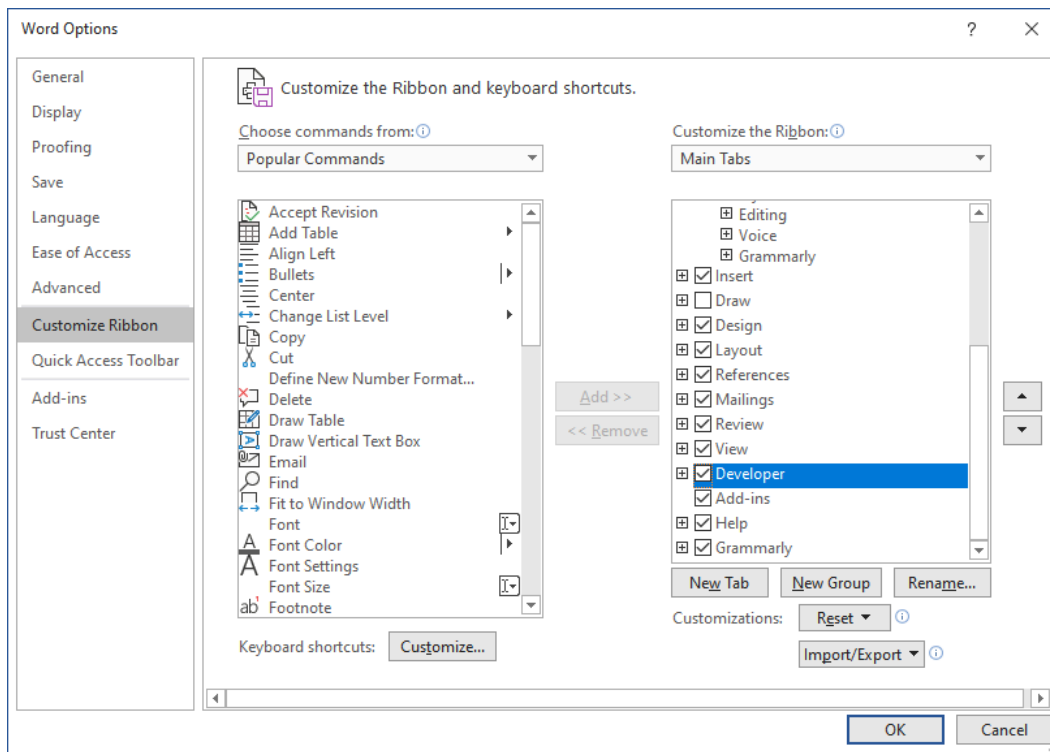 Word Options
?
General
Display
Proofing
Save
Language
Ease of Access
Advanced
Customize Ribbon
Quick Access Toolbar
Add-ins
Trust Center
Customize the Ribbon and keyboard shortcuts.
Choose commands from:
Popular Commands
Accept Revision
Add Table
Align Left
Bullets
Center
Change List Level
Copy
Cut
Define New Number Format...
Delete
Draw Table
Draw Vertical Text Box
Email
Find
Fit to Window Width
Font
Font Color
Font Settings
Font Size
Footnote
Keyboard shortcuts: Customize...
Add >>
<< Remove
Customize the Ribbon:
Main Tabs
Editing
Voice
Grammarly
Insert
Draw
Design
Layout
References
Mailings
Review
View
Developer
Add-ins
Help
Grammarly
New Tab New Group Rename...
Customizations: Reset
Import/Export
OK Cancel